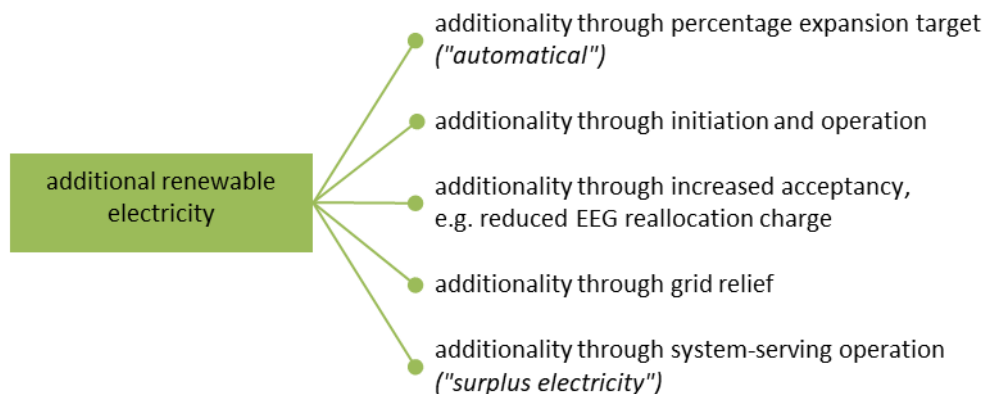 additional renewable
electricity
additionality through percentage expansion target
("automatical")
additionality through initiation and operation
additionality through increased acceptancy,
e.g. reduced EEG reallocation charge
additionality through grid relief
additionality through system-serving operation
("surplus electricity")